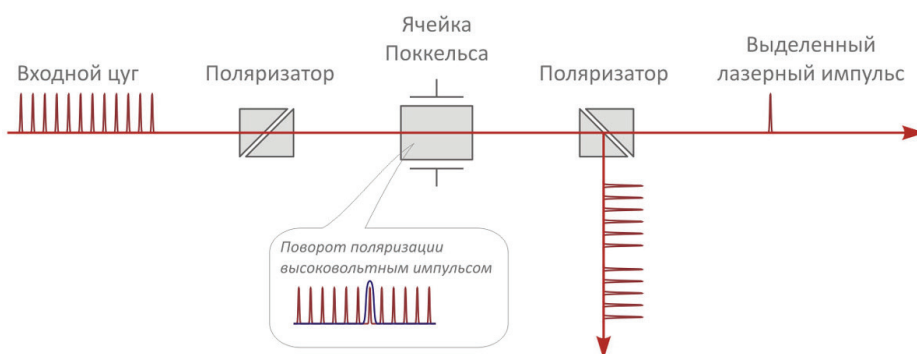 Входной цуг
Поляризатор
Ячейка
Поккельса
Поляризатор
Выделенный
лазерный импульс
Поворот поляризации
высоковольтным импульсом